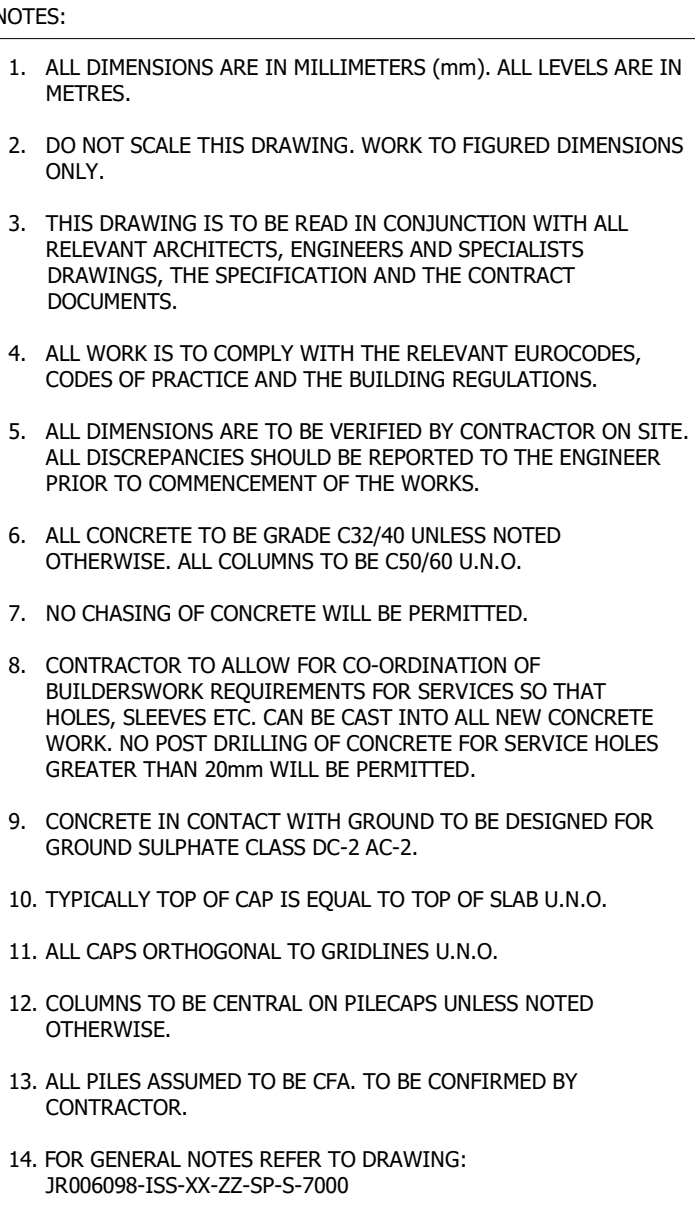 NOTES:
1. ALL DIMENSIONS ARE IN MILLIMETERS (mm). ALL LEVELS ARE IN
METRES.
2. DO NOT SCALE THIS DRAWING. WORK TO FIGURED DIMENSIONS
ONLY.
3. THIS DRAWING IS TO BE READ IN CONJUNCTION WITH ALL
RELEVANT ARCHITECTS, ENGINEERS AND SPECIALISTS
DRAWINGS, THE SPECIFICATION AND THE CONTRACT
DOCUMENTS.
4. ALL WORK IS TO COMPLY WITH THE RELEVANT EUROCODES,
CODES OF PRACTICE AND THE BUILDING REGULATIONS.
5. ALL DIMENSIONS ARE TO BE VERIFIED BY CONTRACTOR ON SITE.
ALL DISCREPANCIES SHOULD BE REPORTED TO THE ENGINEER
PRIOR TO COMMENCEMENT OF THE WORKS.
6. ALL CONCRETE TO BE GRADE C32/40 UNLESS NOTED
OTHERWISE. ALL COLUMNS TO BE C50/60 U.N.O.
7. NO CHASING OF CONCRETE WILL BE PERMITTED.
8. CONTRACTOR TO ALLOW FOR CO-ORDINATION OF
BUILDERSWORK REQUIREMENTS FOR SERVICES SO THAT
HOLES, SLEEVES ETC. CAN BE CAST INTO ALL NEW CONCRETE
WORK. NO POST DRILLING OF CONCRETE FOR SERVICE HOLES
GREATER THAN 20mm WILL BE PERMITTED.
9. CONCRETE IN CONTACT WITH GROUND TO BE DESIGNED FOR
GROUND SULPHATE CLASS DC-2 AC-2.
10. TYPICALLY TOP OF CAP IS EQUAL TO TOP OF SLAB U.N.O.
11. ALL CAPS ORTHOGONAL TO GRIDLINES U.N.O.
12. COLUMNS TO BE CENTRAL ON PILECAPS UNLESS NOTED
OTHERWISE.
13. ALL PILES ASSUMED TO BE CFA. TO BE CONFIRMED BY
CONTRACTOR.
14. FOR GENERAL NOTES REFER TO DRAWING:
JR006098-ISS-XX-ZZ-SP-S-7000